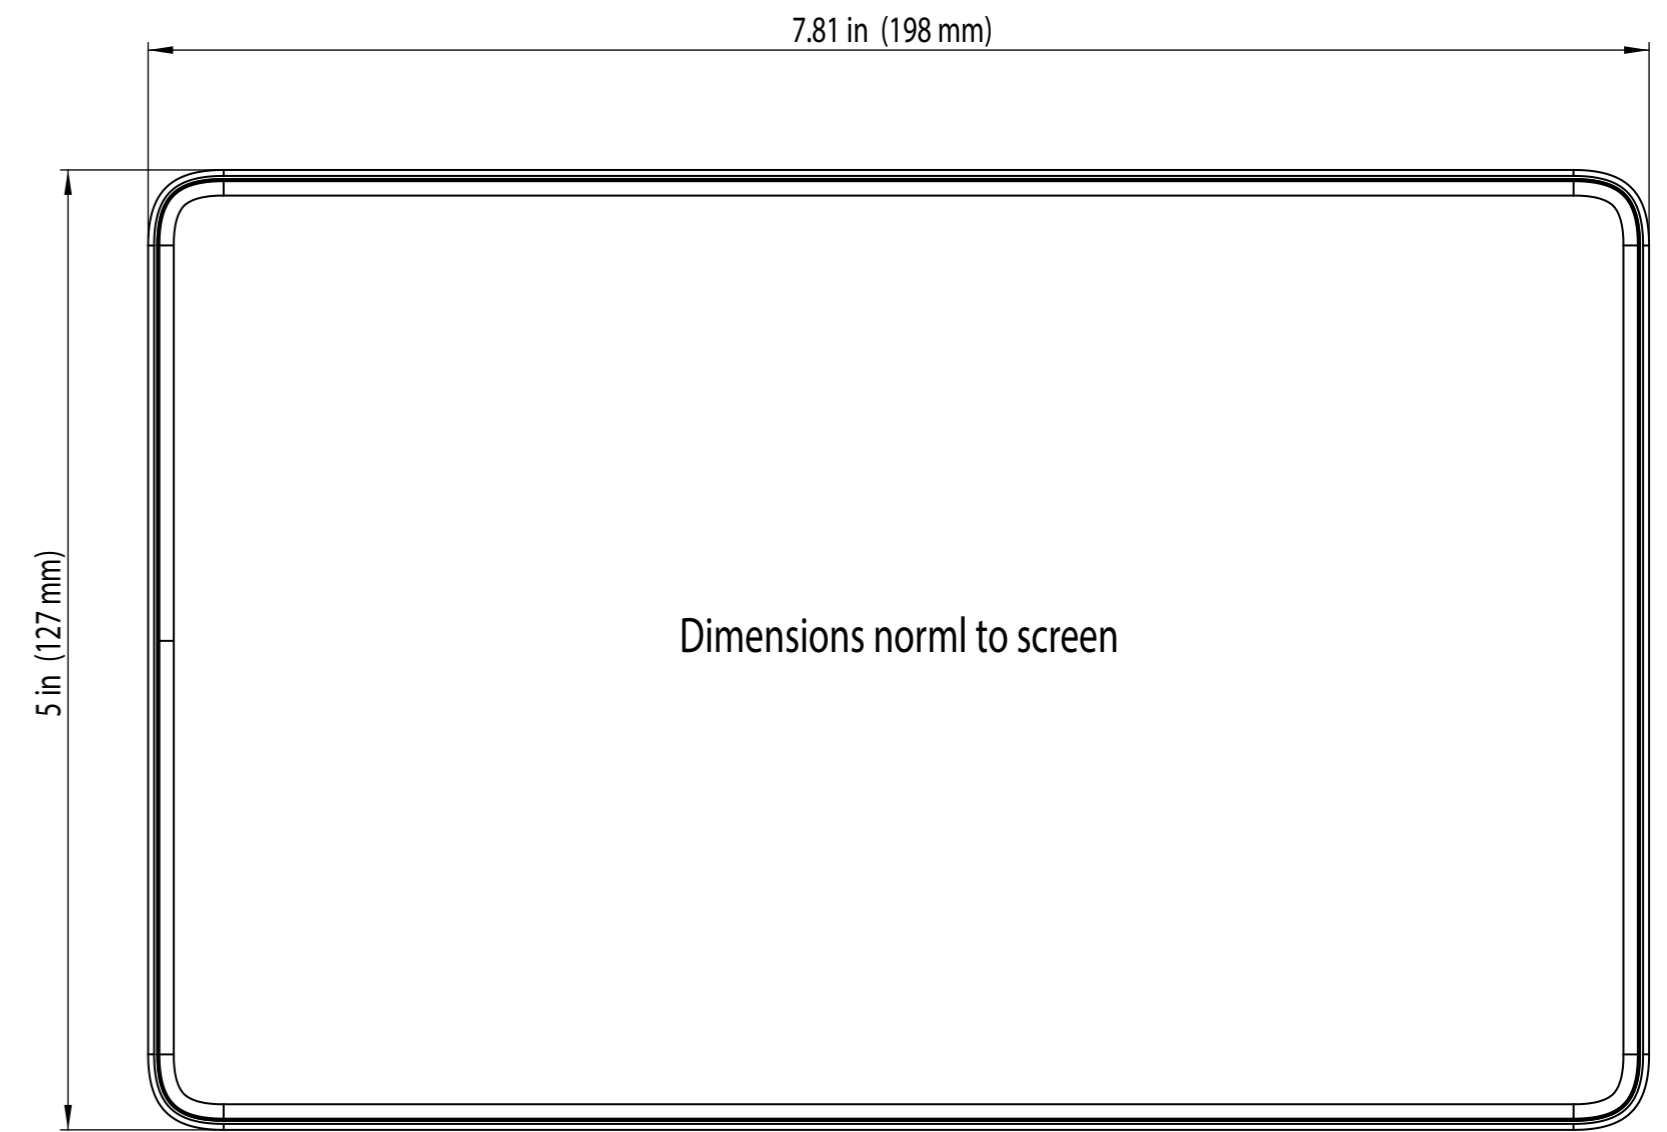 7.81 in (198 mm)
5 in (127 mm)
Dimensions norml to screen